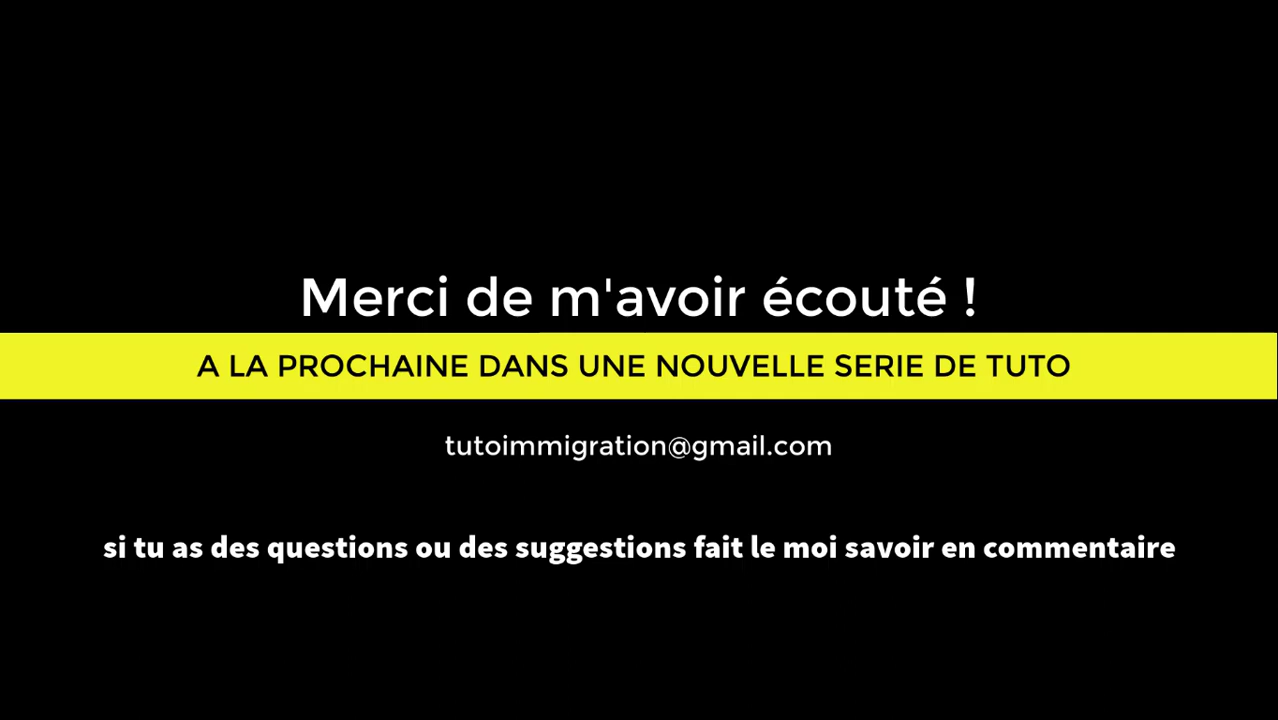 Merci de m'avoir écouté !
A LA PROCHAINE DANS UNE NOUVELLE SERIE DE TUTO
tutoimmigration@gmail.com
si tu as des questions ou des suggestions fait le moi savoir en commentaire